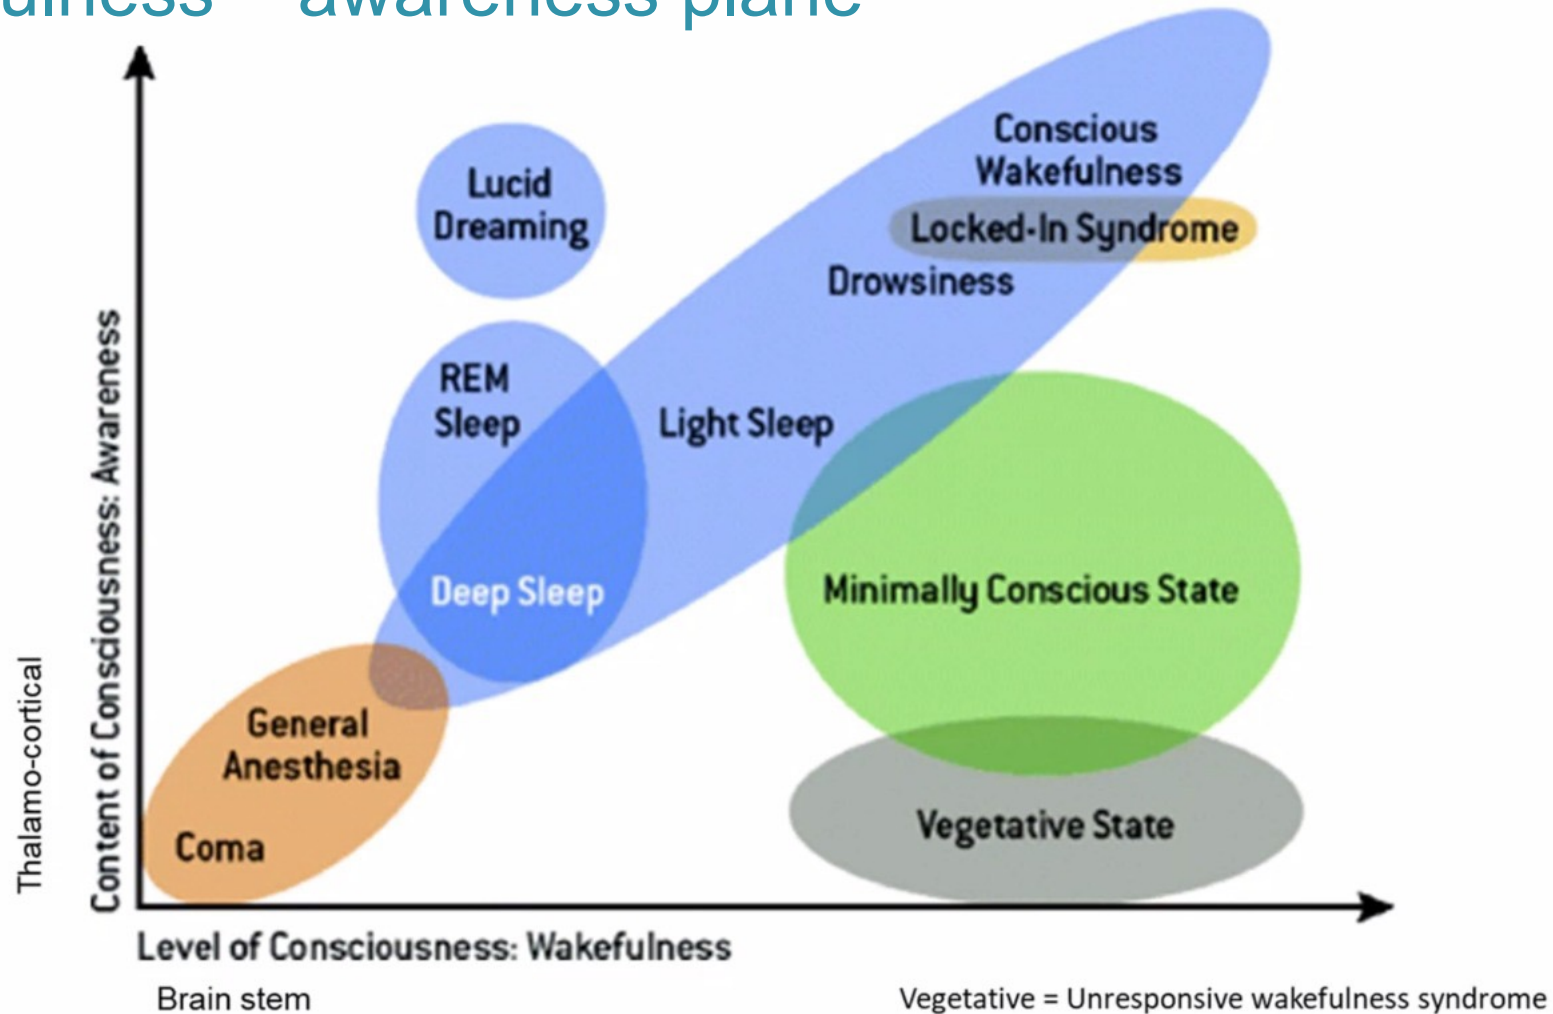 awareness plane
Lucid
Dreaming
Conscious
Wakefulness
Locked-In Syndrome
Drowsiness
REM
Sleep
Light Sleep
Deep Sleep
Minimally Conscious State
General
Anesthesia
Coma
Vegetative State
Content of Consciousness: Awareness
Thalamo-cortical
Level of Consciousness: Wakefulness
Brain stem
Vegetative = Unresponsive wakefulness syndrome